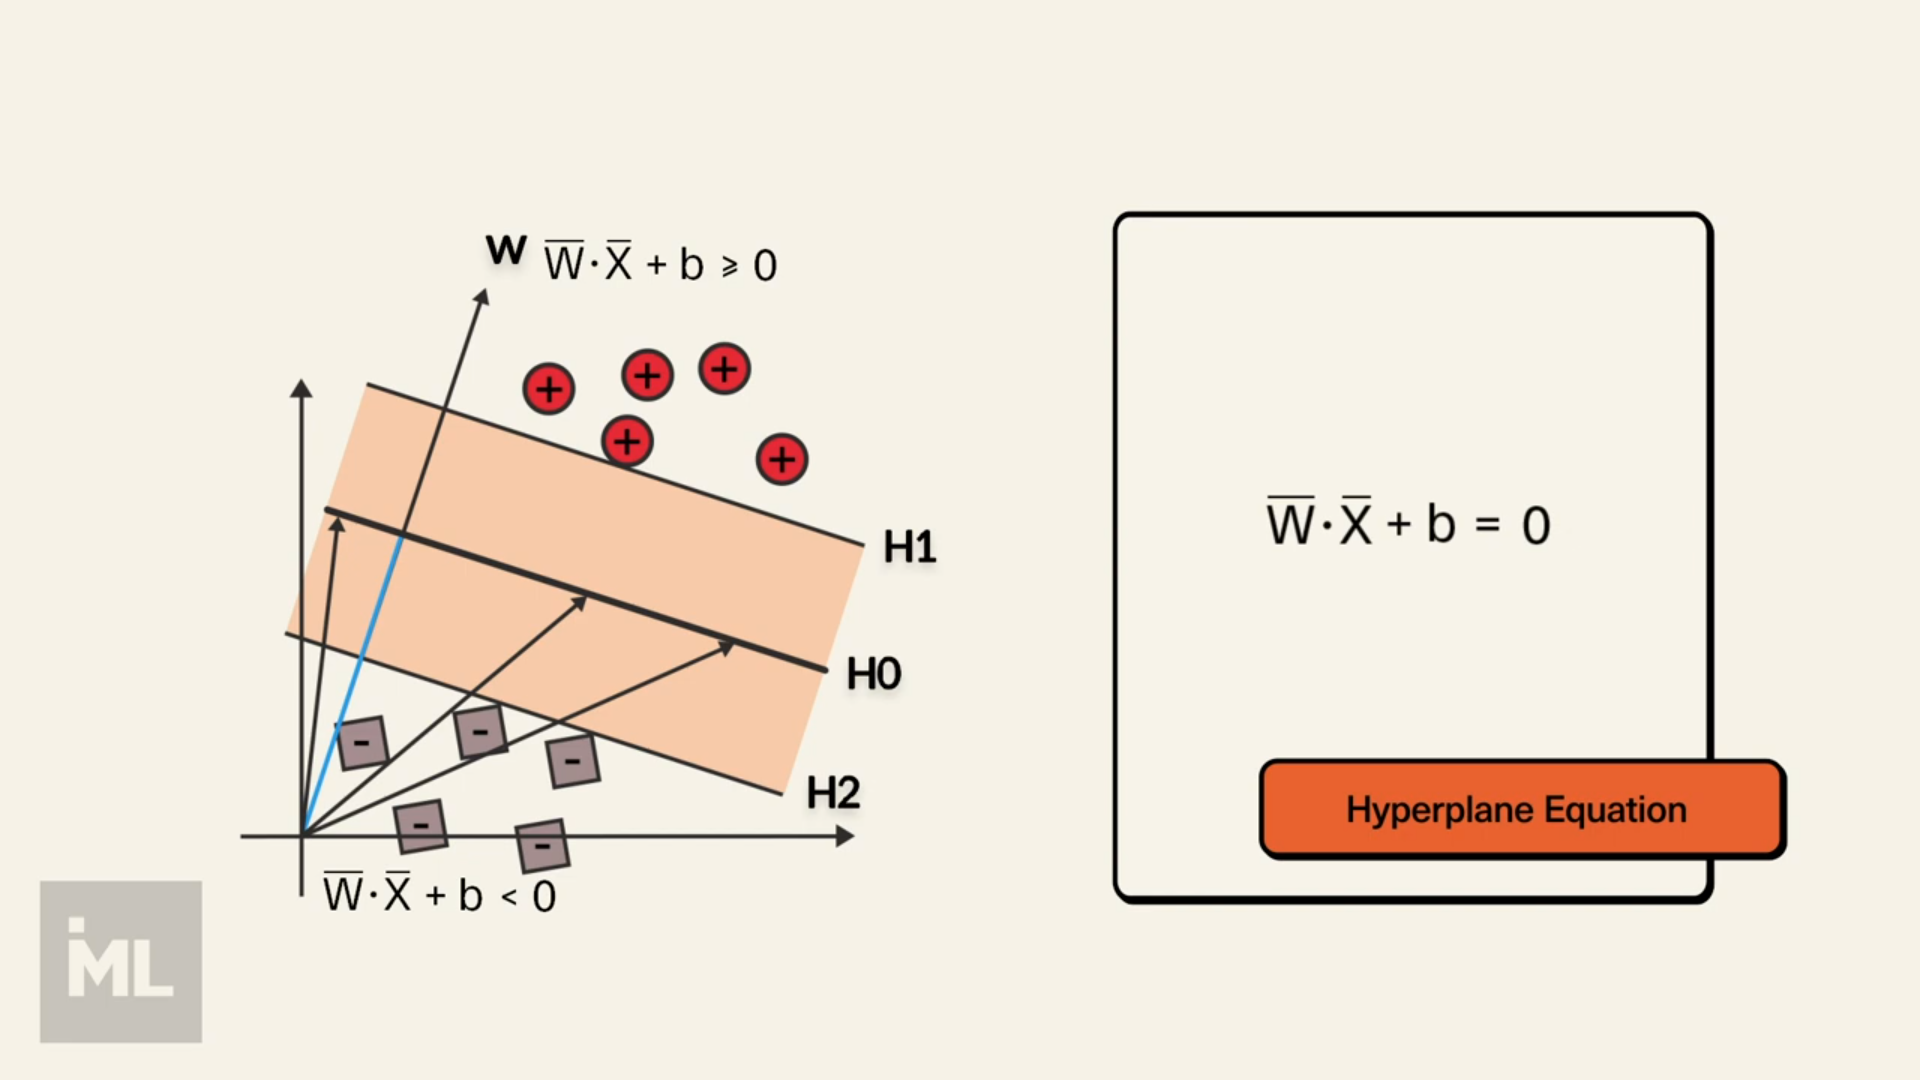 W
W̅·X̅ + b ⩾ 0
+
+
+
+
+
H1
W̅·X̅ + b = 0
H0
-
-
-
H2
Hyperplane Equation
-
-
W̅·X̅ + b < 0
iML